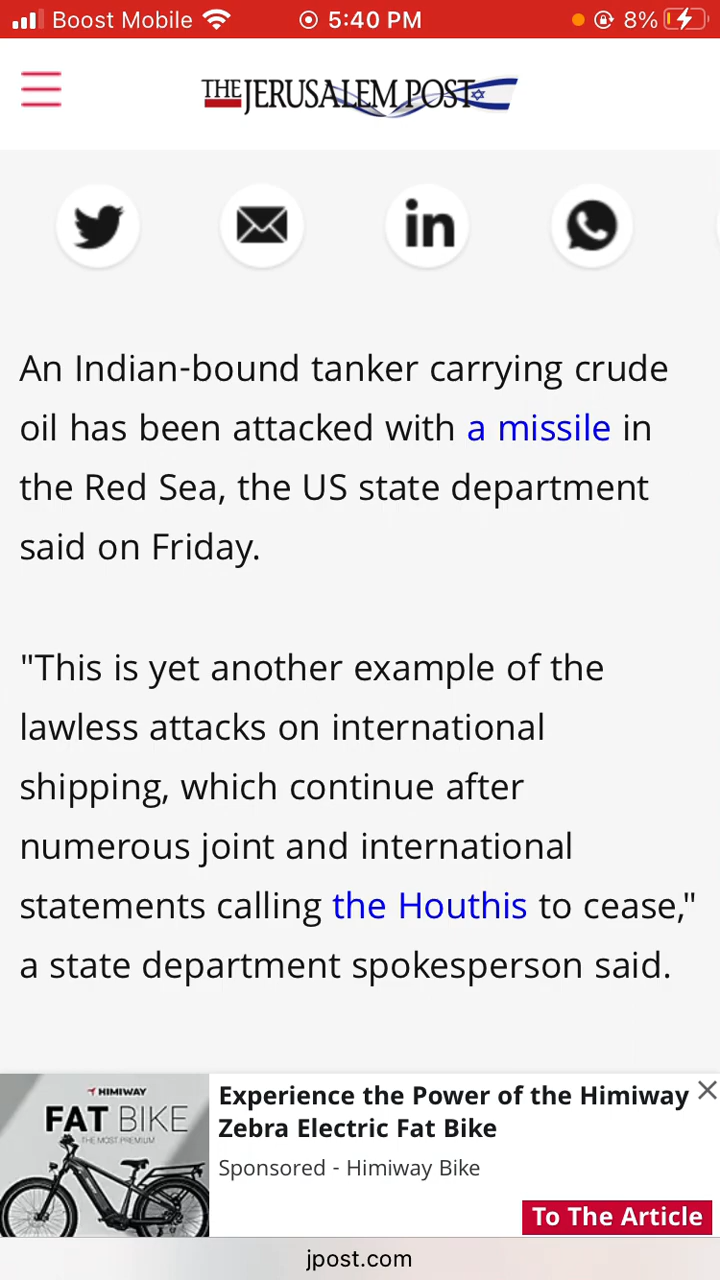 Boost Mobile 5:40 PM 8%
THE JERUSALEM POST
in
An Indian-bound tanker carrying crude
oil has been attacked with a missile in
the Red Sea, the US state department
said on Friday.
"This is yet another example of the
lawless attacks on international
shipping, which continue after
numerous joint and international
statements calling the Houthis to cease,"
a state department spokesperson said.
HIMIWAY
FAT BIKE
THE MOST PREMIUM
Experience the Power of the Himiway
Zebra Electric Fat Bike
Sponsored - Himiway Bike
To The Article
jpost.com